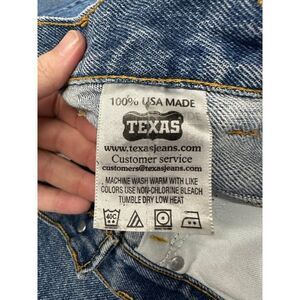 100% USA MADE
TEXAS
www.texasjeans.com
Customer service
customers@texasjeans.com
MACHINE WASH WARM WITH LIKE
COLORS USE NON-CHLORINE BLEACH
TUMBLE DRY LOW HEAT
40C